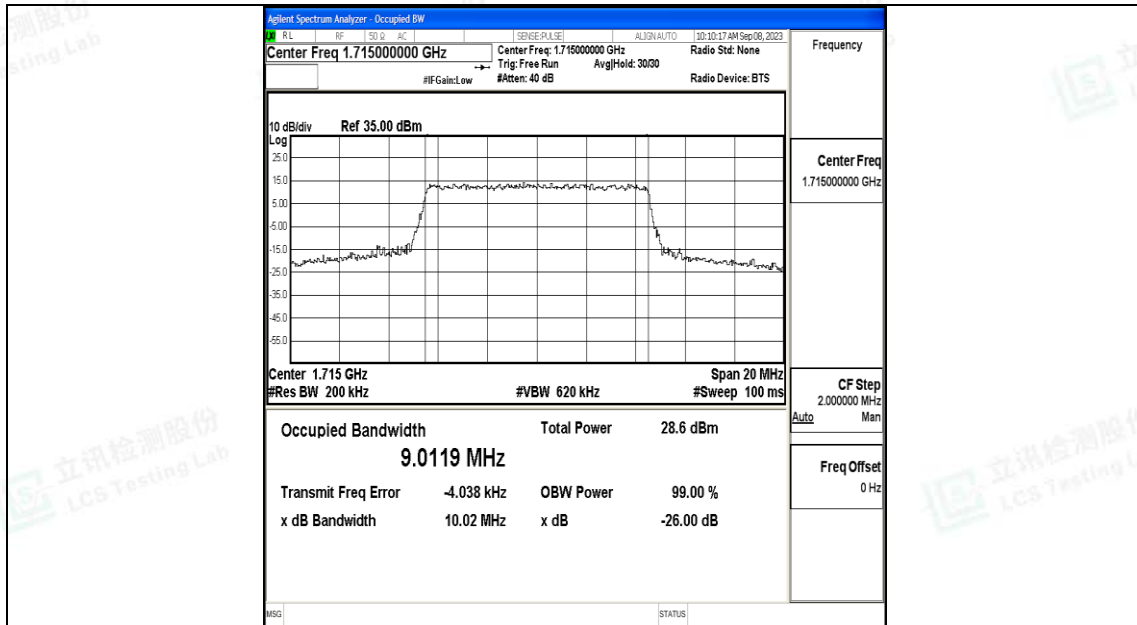 Agilent Spectrum Analyzer - Occupied BW
RL RF 50 Ω AC SENSE:PULSE ALIGN AUTO 10:10:17 AM Sep 08, 2023
Center Freq 1.715000000 GHz
Center Freq: 1.715000000 GHz Radio Std: None
Trig: Free Run Avg|Hold: 30/30
#IFGain:Low #Atten: 40 dB Radio Device: BTS
Frequency
10 dB/div Ref 35.00 dBm
Log
25.0
15.0
5.00
-5.00
-15.0
-25.0
-35.0
-45.0
-55.0
Center 1.715 GHz Span 20 MHz
#Res BW 200 kHz #VBW 620 kHz #Sweep 100 ms
Center Freq
1.715000000 GHz
CF Step
2.000000 MHz
Auto Man
Freq Offset
0 Hz
Occupied Bandwidth Total Power 28.6 dBm
9.0119 MHz
Transmit Freq Error -4.038 kHz OBW Power 99.00 %
x dB Bandwidth 10.02 MHz x dB -26.00 dB
MSG STATUS
立讯检测股份
LCS Testing Lab
立讯检测股份